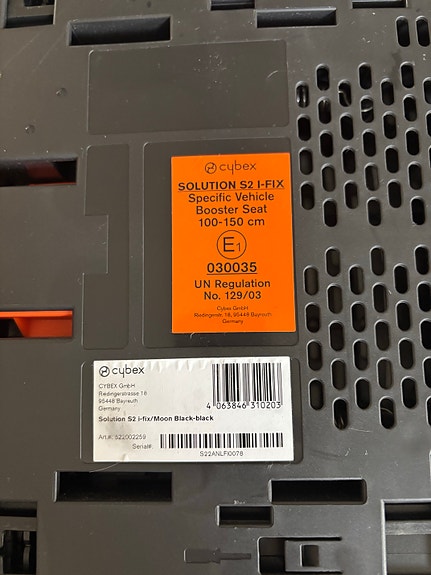 cybex
SOLUTION S2 I-FIX
Specific Vehicle
Booster Seat
100-150 cm
E1
030035
UN Regulation
No. 129/03
Cybex GmbH
Riedingerstr. 18, 95448 Bayreuth
Germany
cybex
CYBEX GmbH
Riedingerstrasse 18
95448 Bayreuth
Germany
4 063846 310203
Solution S2 i-fix/Moon Black-black
Art.#: 522002259
Serial#:
S22ANLFI0078